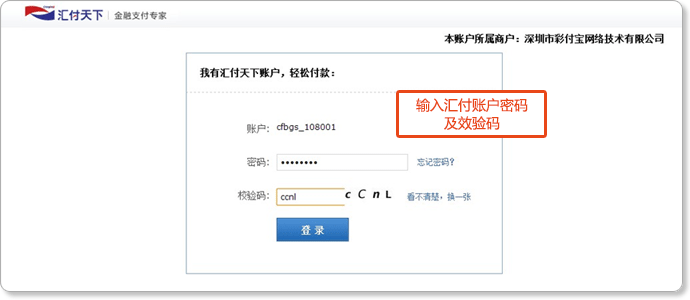 汇付天下 金融支付专家
本账户所属商户：深圳市彩付宝网络技术有限公司
我有汇付天下账户，轻松付款：
输入汇付账户密码
及效验码
账户： cfbgs_108001
密码： •••••••• 忘记密码?
校验码： ccnl c C n L 看不清楚，换一张
登 录